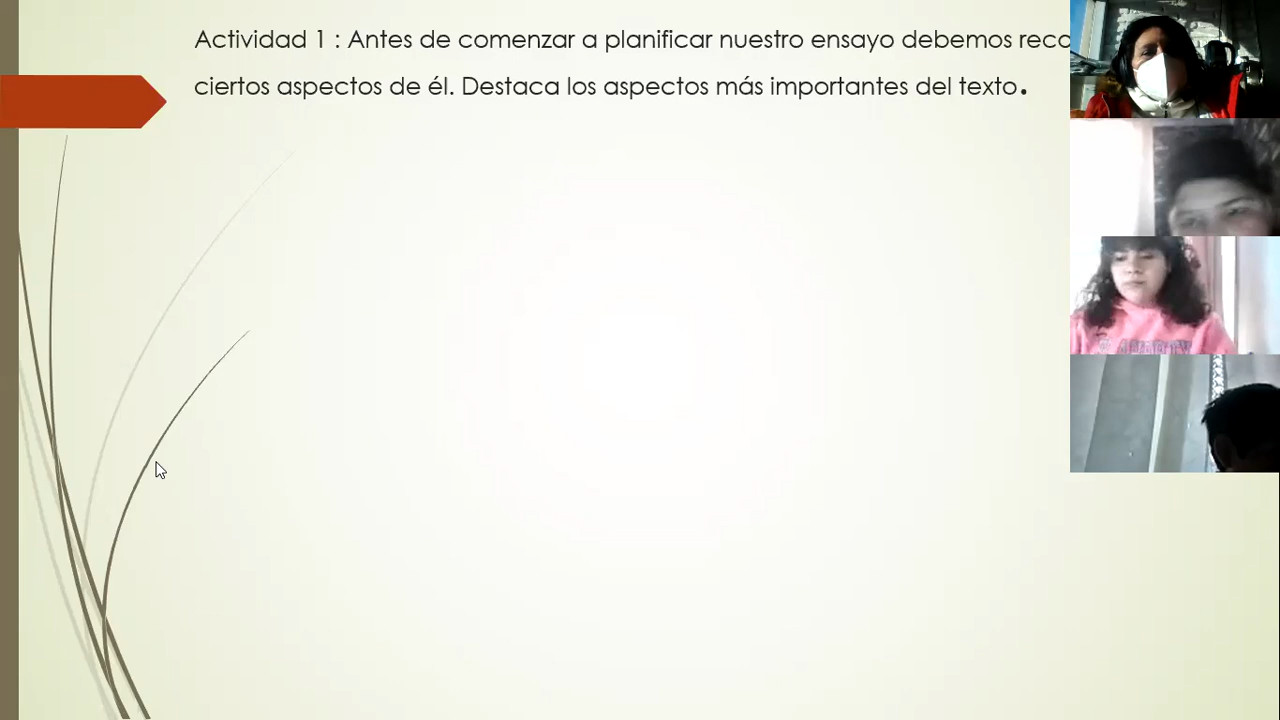 Actividad 1 : Antes de comenzar a planificar nuestro ensayo debemos
ciertos aspectos de él. Destaca los aspectos más importantes del texto.